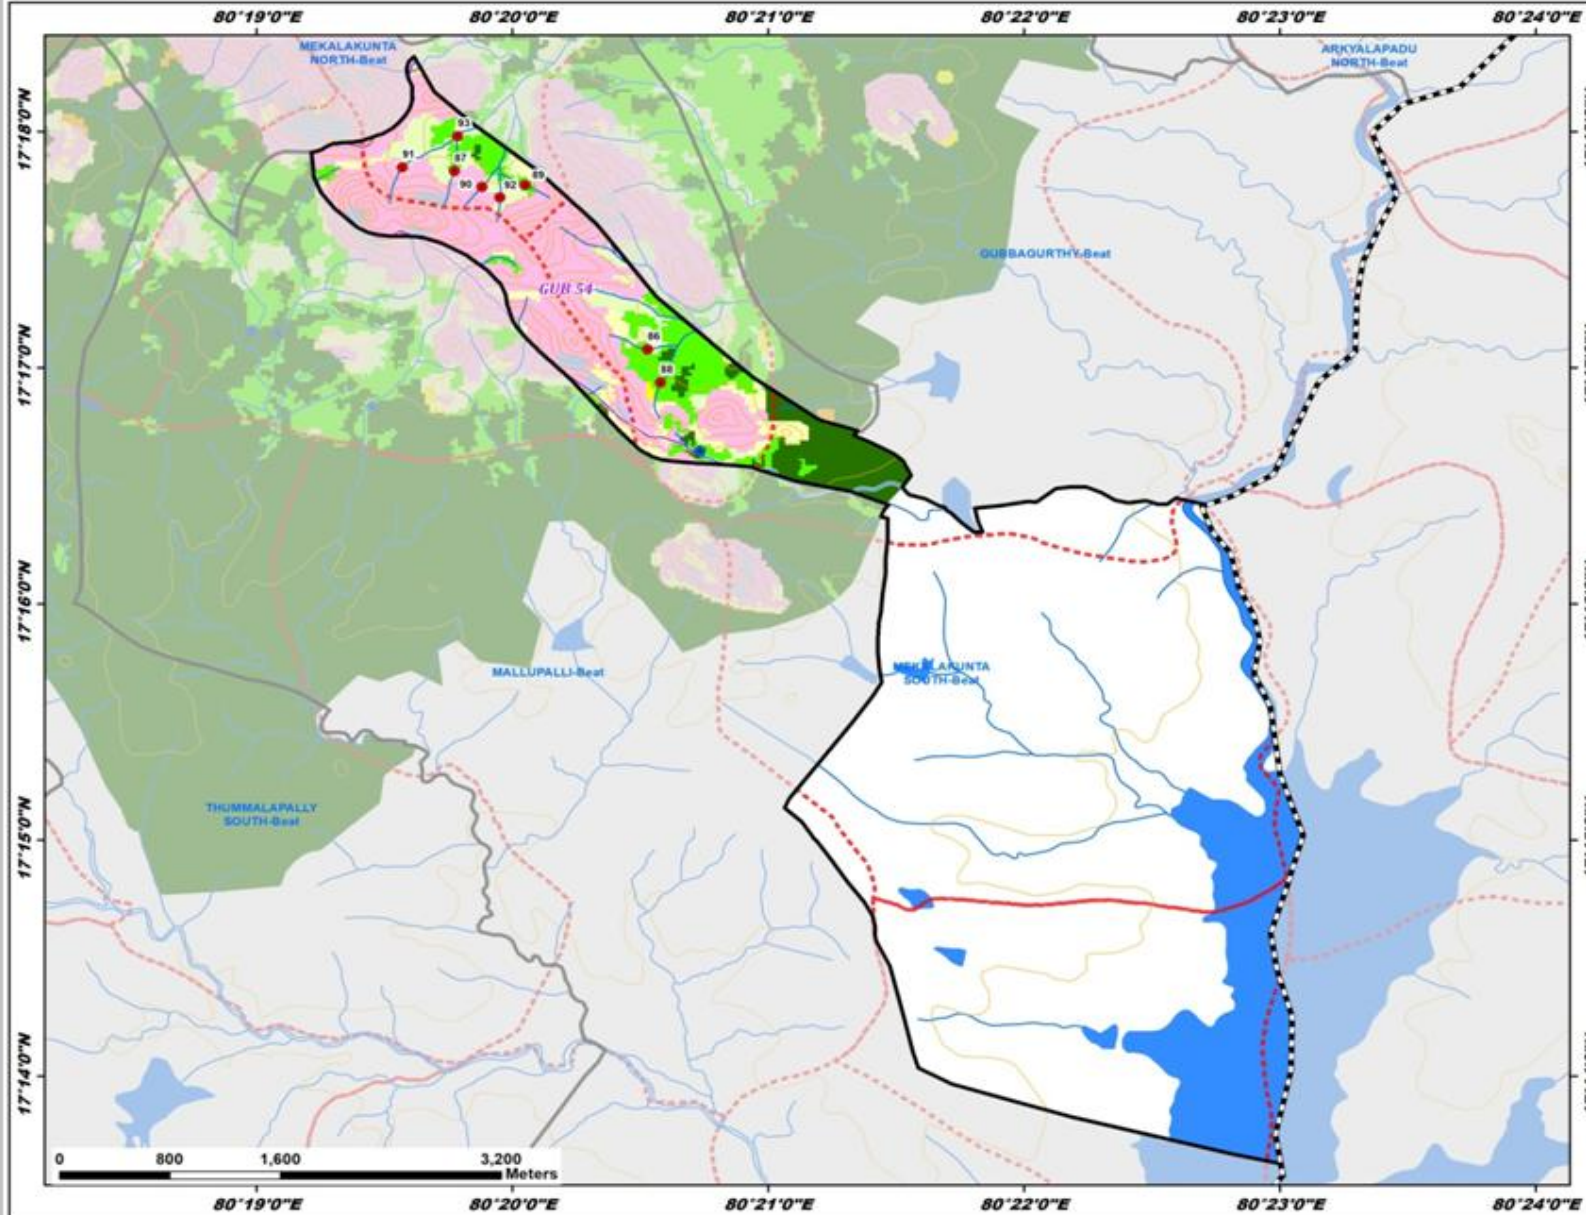 80°19'0"E 80°20'0"E 80°21'0"E 80°22'0"E 80°23'0"E 80°24'0"E
MEKALAKUNTA
NORTH-Beat
ARKYALAPADU
NORTH-Beat
17°18'0"N
93
91
87
90
92
89
GUBBAGURTHY-Beat
GUB 54
17°17'0"N
86
88
17°16'0"N
MALLUPALLI-Beat
MEKALAKUNTA
SOUTH-Beat
THUMMALAPALLY
SOUTH-Beat
17°15'0"N
17°14'0"N
0 800 1,600 3,200
Meters
80°19'0"E 80°20'0"E 80°21'0"E 80°22'0"E 80°23'0"E 80°24'0"E